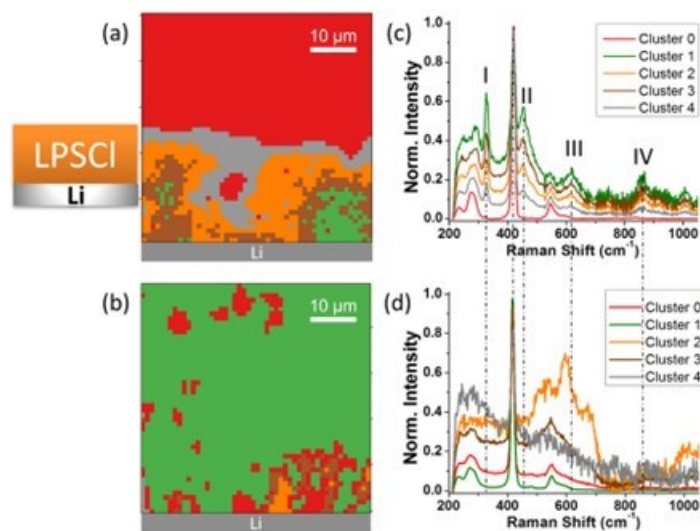 (a)
10 μm
LPSCl
Li
Li
(b)
10 μm
Li
(c)
Norm. Intensity
1.0
0.8
0.6
0.4
0.2
0.0
I
II
III
IV
Cluster 0
Cluster 1
Cluster 2
Cluster 3
Cluster 4
200
400
600
800
1000
Raman Shift (cm⁻¹)
(d)
Norm. Intensity
1.0
0.8
0.6
0.4
0.2
0.0
Cluster 0
Cluster 1
Cluster 2
Cluster 3
Cluster 4
200
400
600
800
1000
Raman Shift (cm⁻¹)